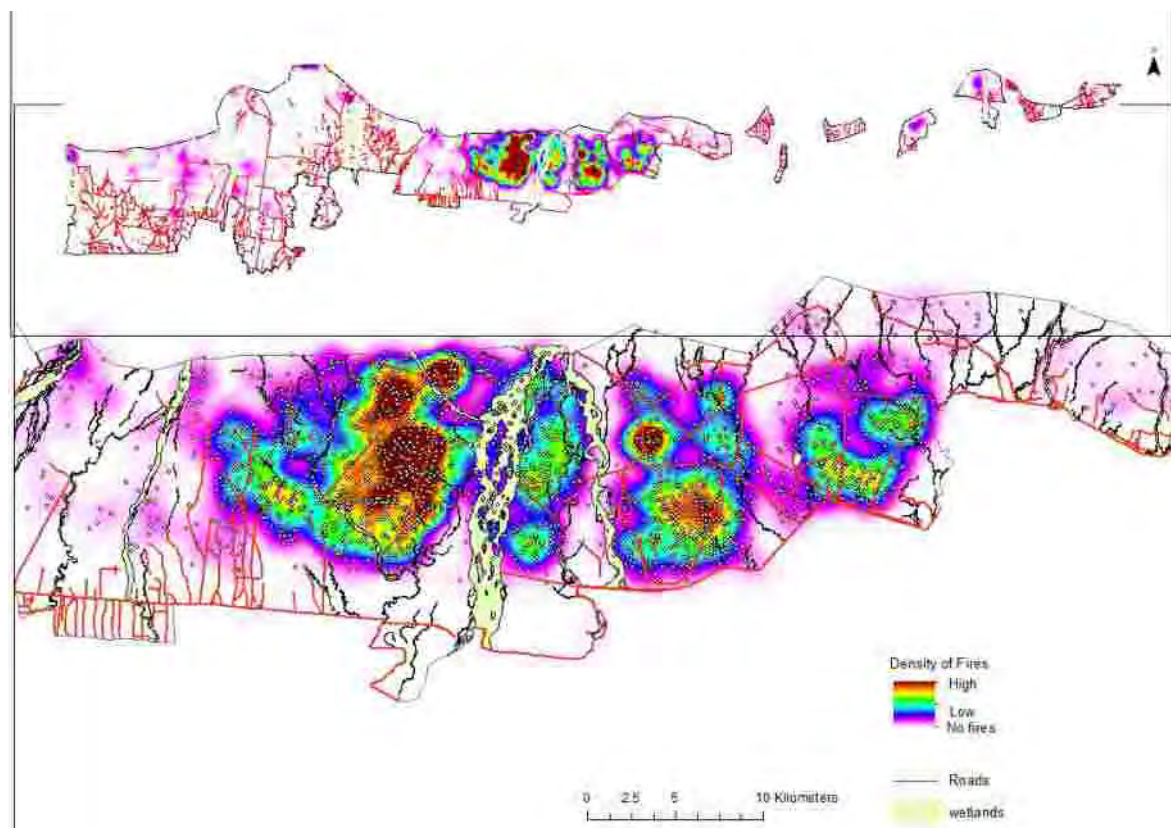 Density of Fires
High
Low
No fires
Roads
wetlands
0 2.5 5 10 Kilometers